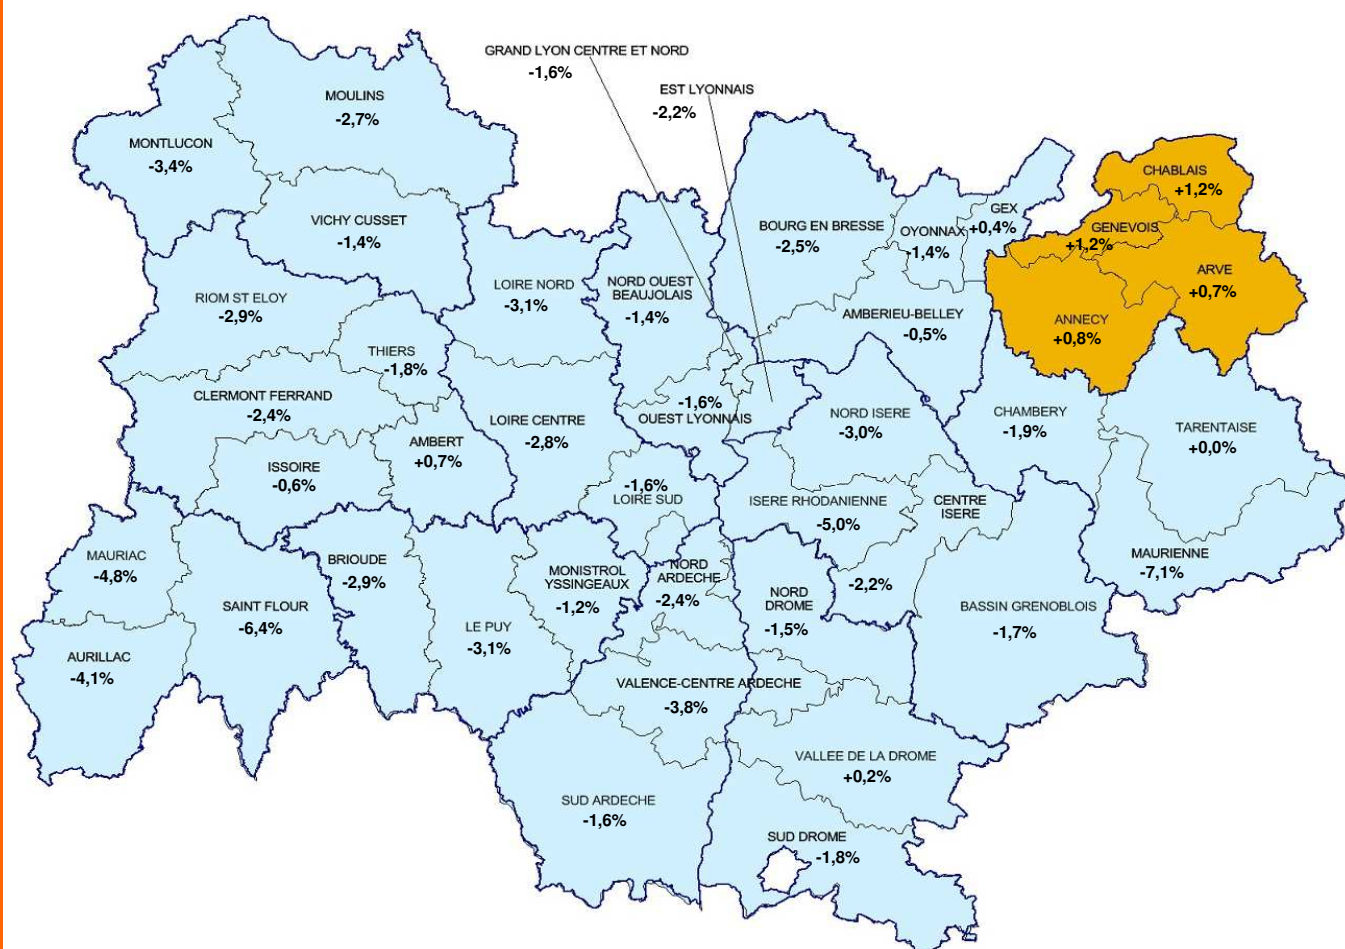 GRAND LYON CENTRE ET NORD
-1,6%
EST LYONNAIS
-2,2%
MOULINS
-2,7%
MONTLUCON
-3,4%
VICHY CUSSET
-1,4%
BOURG EN BRESSE
-2,5%
OYONNAX
-1,4%
GEX
+0,4%
CHABLAIS
+1,2%
GENEVOIS
+1,2%
ARVE
+0,7%
ANNECY
+0,8%
RIOM ST ELOY
-2,9%
LOIRE NORD
-3,1%
NORD OUEST
BEAUJOLAIS
-1,4%
AMBERIEU-BELLEY
-0,5%
THIERS
-1,8%
CLERMONT FERRAND
-2,4%
LOIRE CENTRE
-2,8%
-1,6%
OUEST LYONNAIS
NORD ISERE
-3,0%
CHAMBERY
-1,9%
TARENTAISE
+0,0%
AMBERT
+0,7%
ISSOIRE
-0,6%
-1,6%
LOIRE SUD
ISERE RHODANIENNE
-5,0%
CENTRE
ISERE
-2,2%
MAURIENNE
-7,1%
MAURIAC
-4,8%
BRIOUDE
-2,9%
MONISTROL
YSSINGEAUX
-1,2%
NORD
ARDECHE
-2,4%
NORD
DROME
-1,5%
BASSIN GRENOBLOIS
-1,7%
SAINT FLOUR
-6,4%
LE PUY
-3,1%
AURILLAC
-4,1%
VALENCE-CENTRE ARDECHE
-3,8%
VALLEE DE LA DROME
+0,2%
SUD ARDECHE
-1,6%
SUD DROME
-1,8%